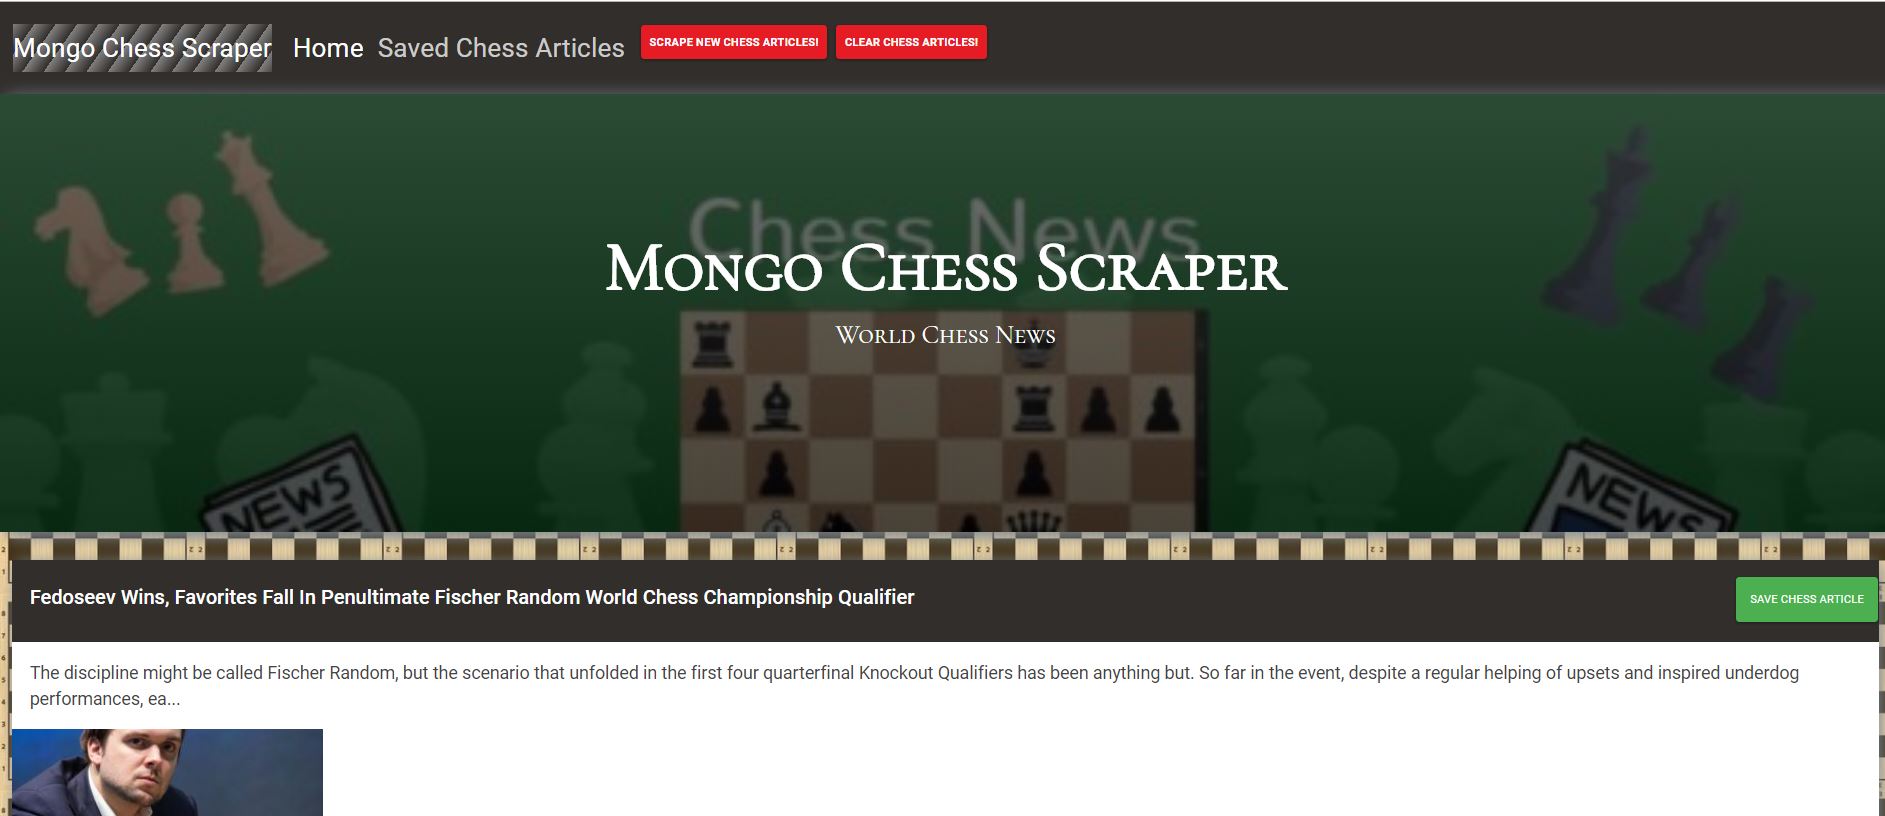 Mongo Chess Scraper Home Saved Chess Articles SCRAPE NEW CHESS ARTICLES! CLEAR CHESS ARTICLES!
Chess News
Mongo Chess Scraper
World Chess News
NEWS
NEWS
Fedoseev Wins, Favorites Fall In Penultimate Fischer Random World Chess Championship Qualifier
SAVE CHESS ARTICLE
The discipline might be called Fischer Random, but the scenario that unfolded in the first four quarterfinal Knockout Qualifiers has been anything but. So far in the event, despite a regular helping of upsets and inspired underdog
performances, ea...